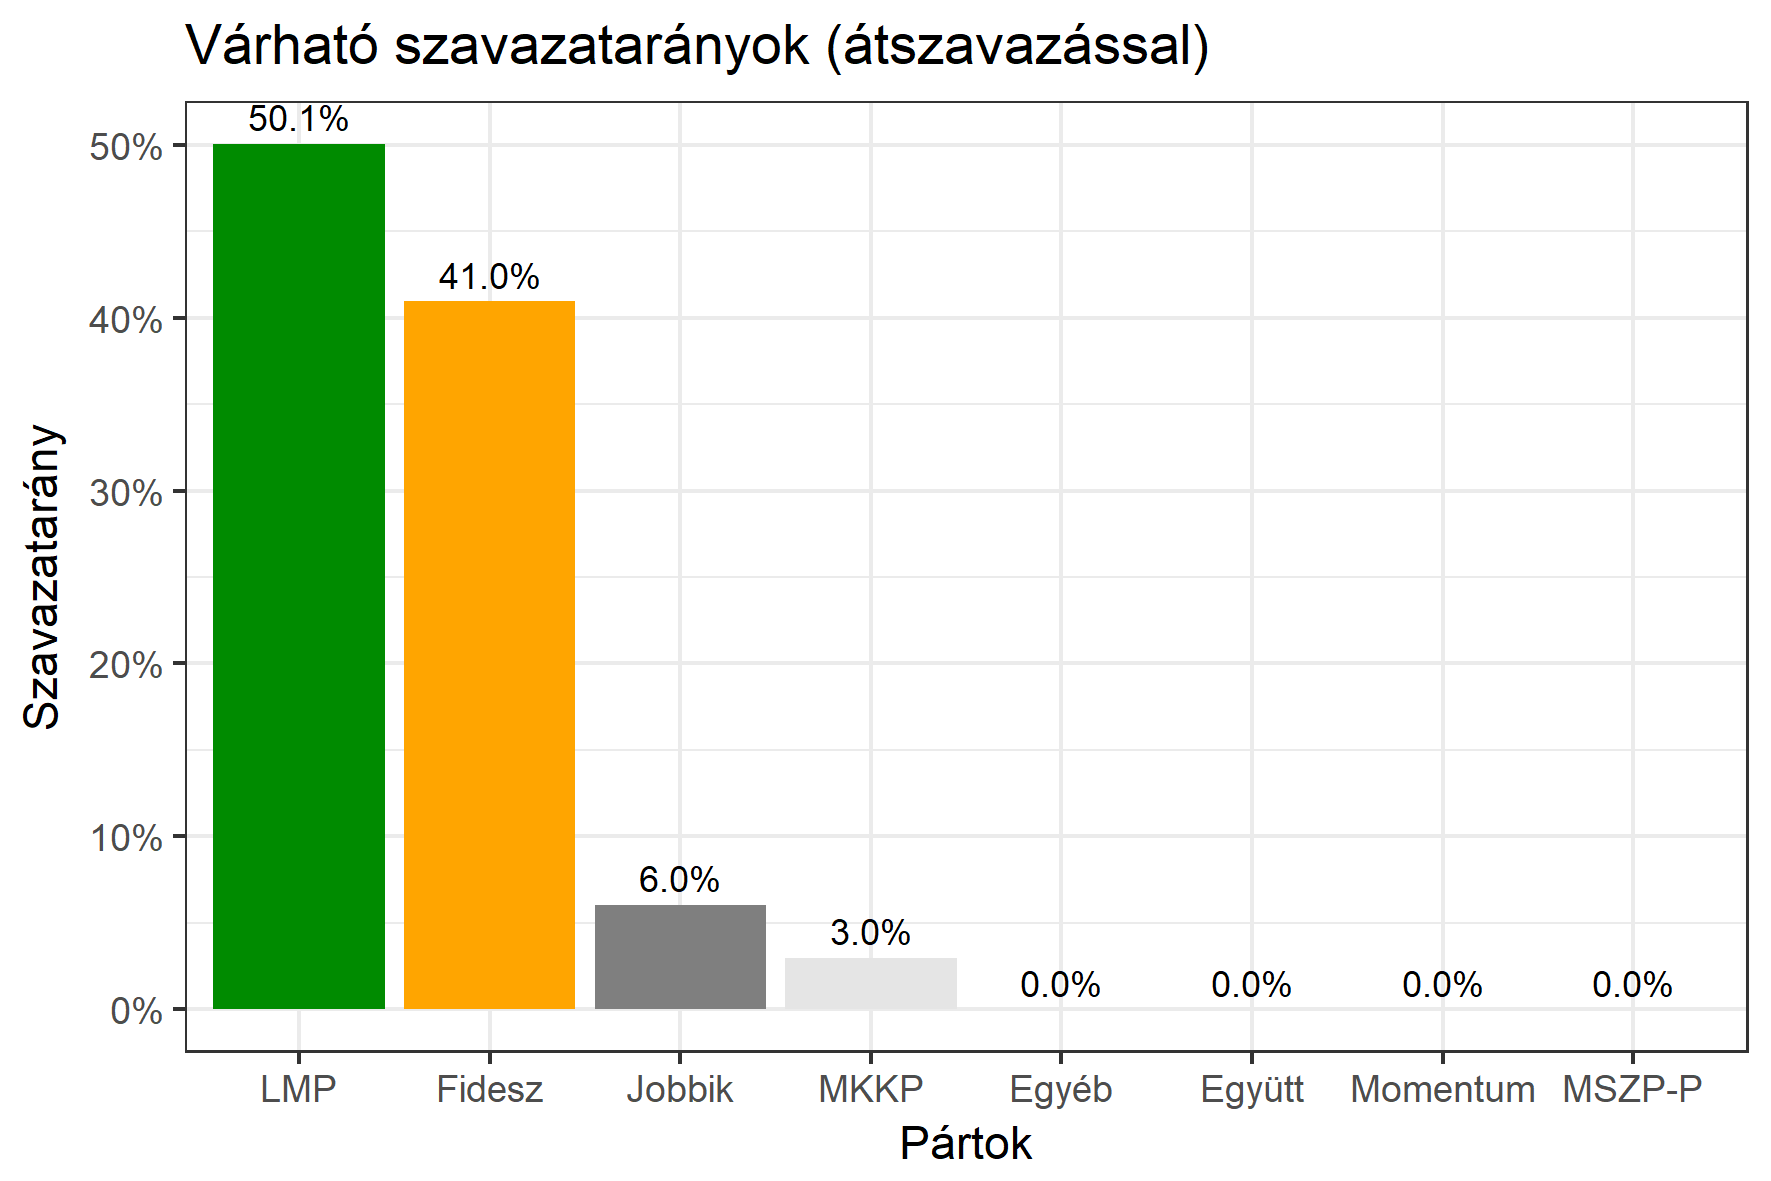 Várható szavazatarányok (átszavazással)
50.1%
41.0%
6.0%
3.0%
0.0%
0.0%
0.0%
0.0%
50%
40%
30%
20%
10%
0%
Szavazatarány
LMP
Fidesz
Jobbik
MKKP
Egyéb
Együtt
Momentum
MSZP-P
Pártok